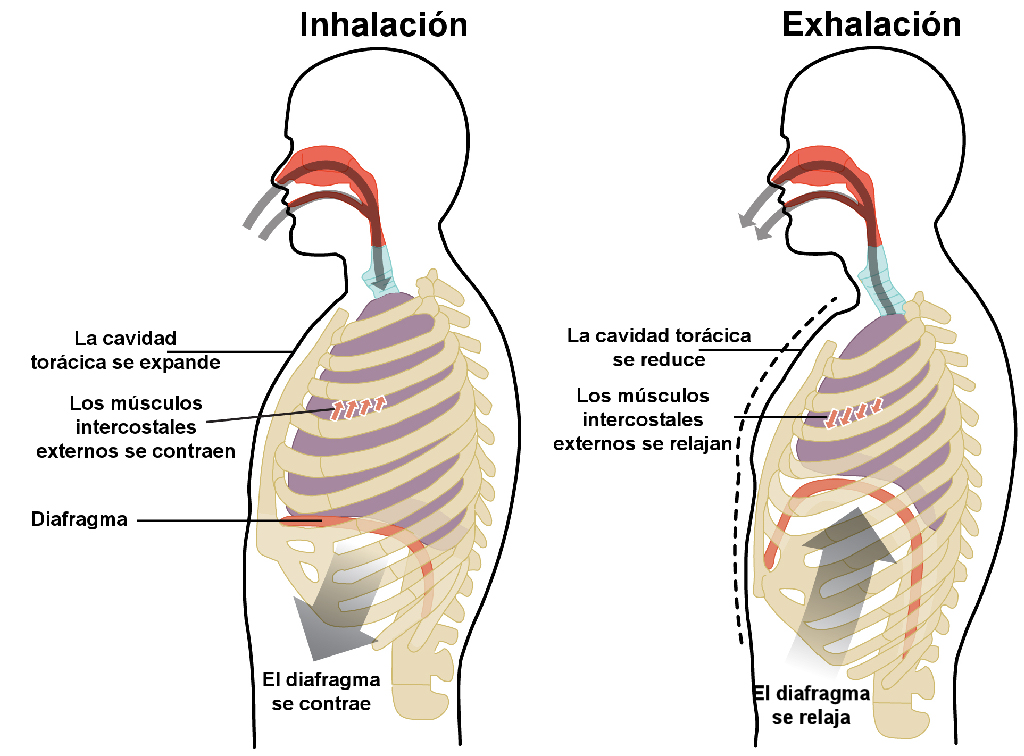 Inhalación
La cavidad
torácica se expande
Los músculos
intercostales
externos se contraen
Diafragma
El diafragma
se contrae
Exhalación
La cavidad torácica
se reduce
Los músculos
intercostales
externos se relajan
El diafragma
se relaja